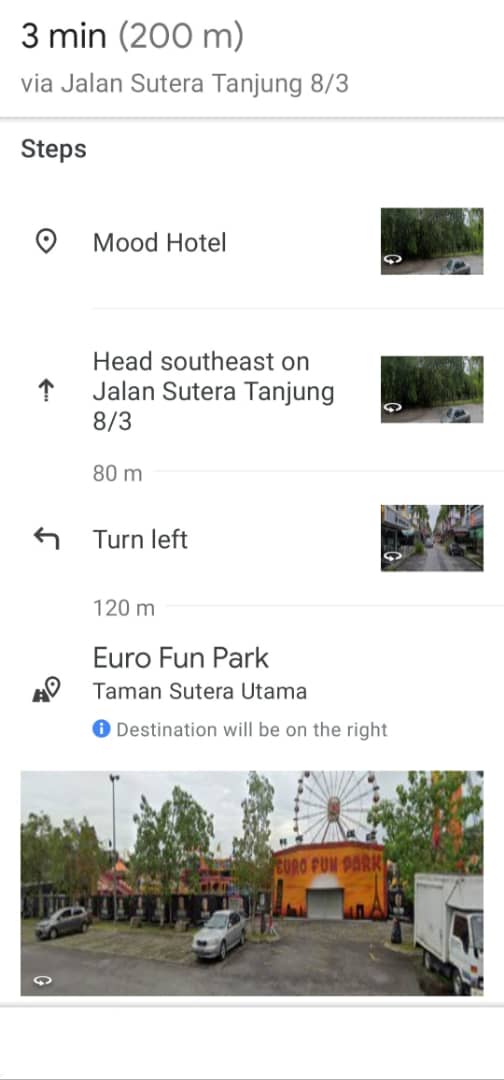 3 min (200 m)
via Jalan Sutera Tanjung 8/3
Steps
Mood Hotel
Head southeast on
Jalan Sutera Tanjung
8/3
80 m
Turn left
120 m
Euro Fun Park
Taman Sutera Utama
Destination will be on the right
EURO FUN PARK